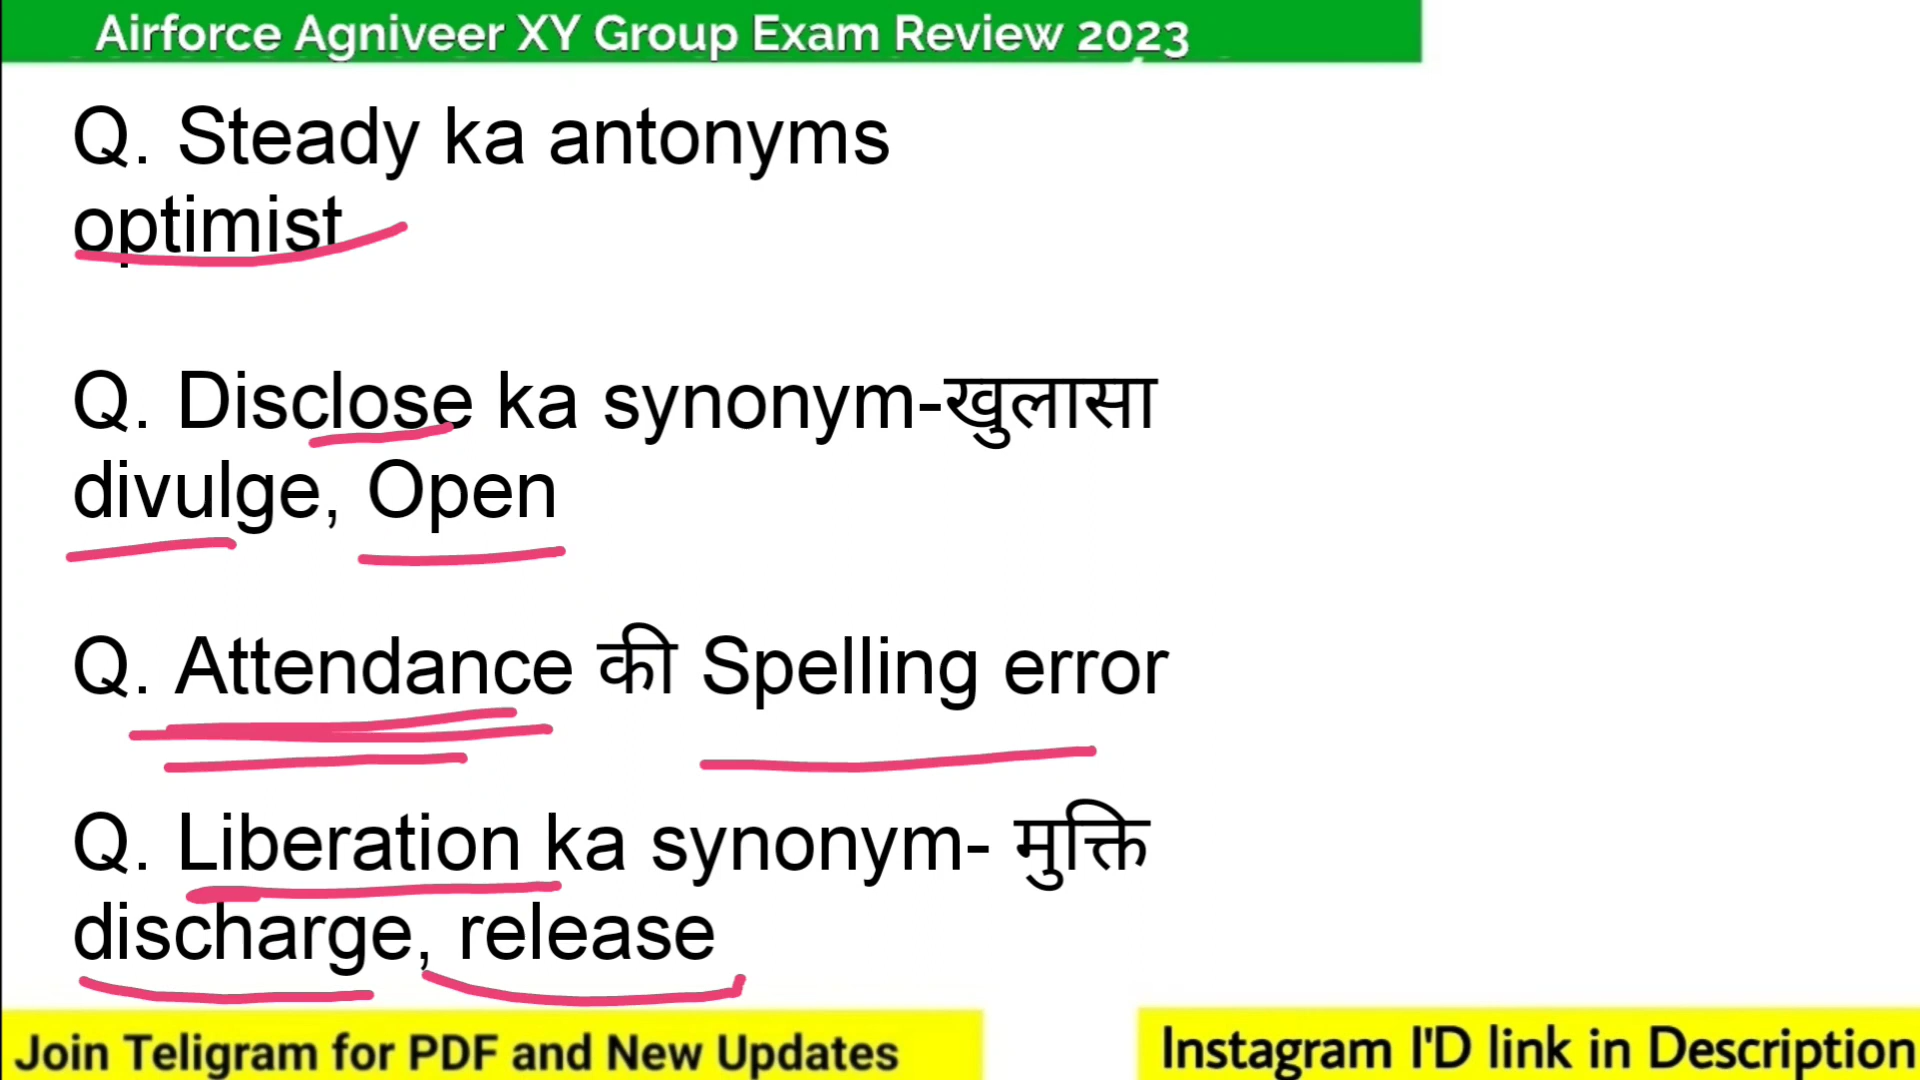 Airforce Agniveer XY Group Exam Review 2023
Q. Steady ka antonyms
optimist
Q. Disclose ka synonym-खुलासा
divulge, Open
Q. Attendance की Spelling error
Q. Liberation ka synonym- मुक्ति
discharge, release
Join Teligram for PDF and New Updates
Instagram I'D link in Description